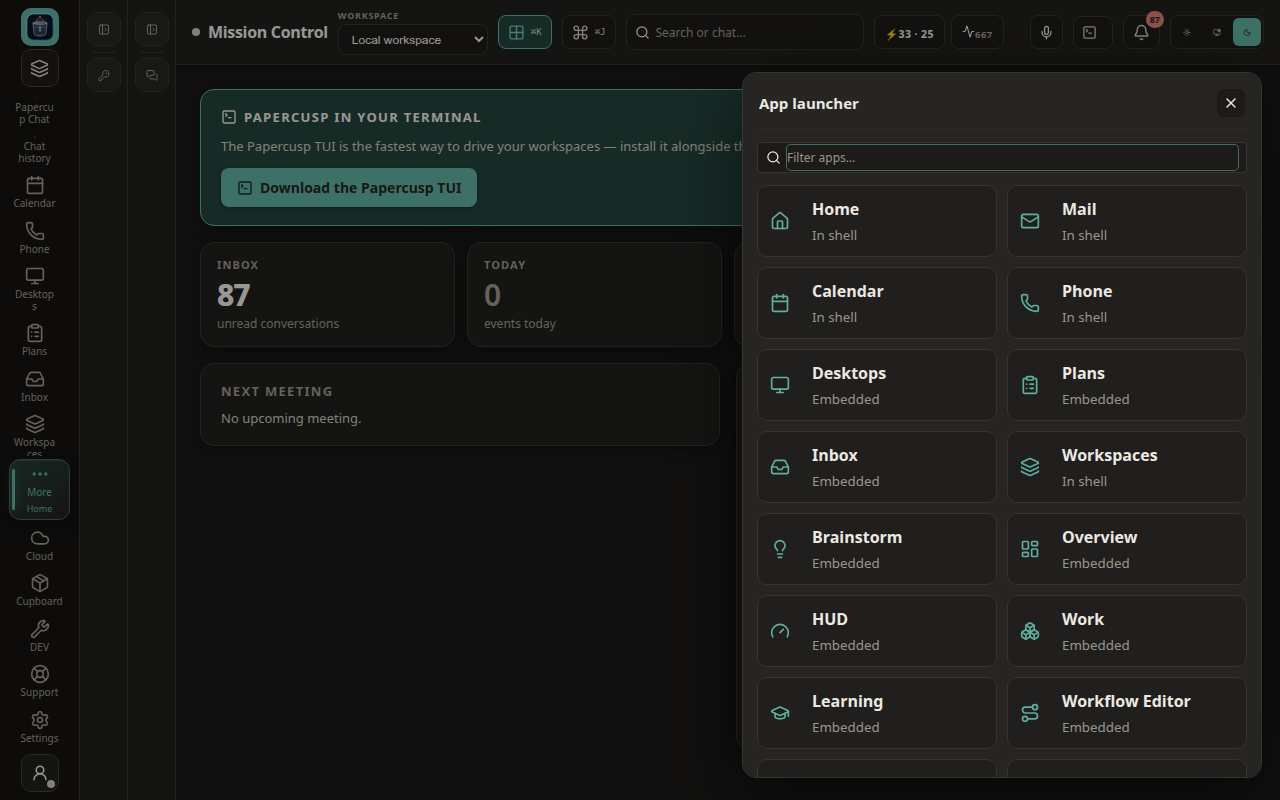 Papercu
p Chat
Chat
history
Calendar
Phone
Desktop
s
Plans
Inbox
Workspa
ces
More
Home
Cloud
Cupboard
DEV
Support
Settings
Mission Control
WORKSPACE
Local workspace
⌘K
⌘J
Search or chat...
⚡33 · 25
667
87
PAPERCUSP IN YOUR TERMINAL
The Papercusp TUI is the fastest way to drive your workspaces — install it alongside
Download the Papercusp TUI
INBOX
87
unread conversations
TODAY
0
events today
NEXT MEETING
No upcoming meeting.
App launcher
Filter apps...
Home
In shell
Mail
In shell
Calendar
In shell
Phone
In shell
Desktops
Embedded
Plans
Embedded
Inbox
Embedded
Workspaces
In shell
Brainstorm
Embedded
Overview
Embedded
HUD
Embedded
Work
Embedded
Learning
Embedded
Workflow Editor
Embedded